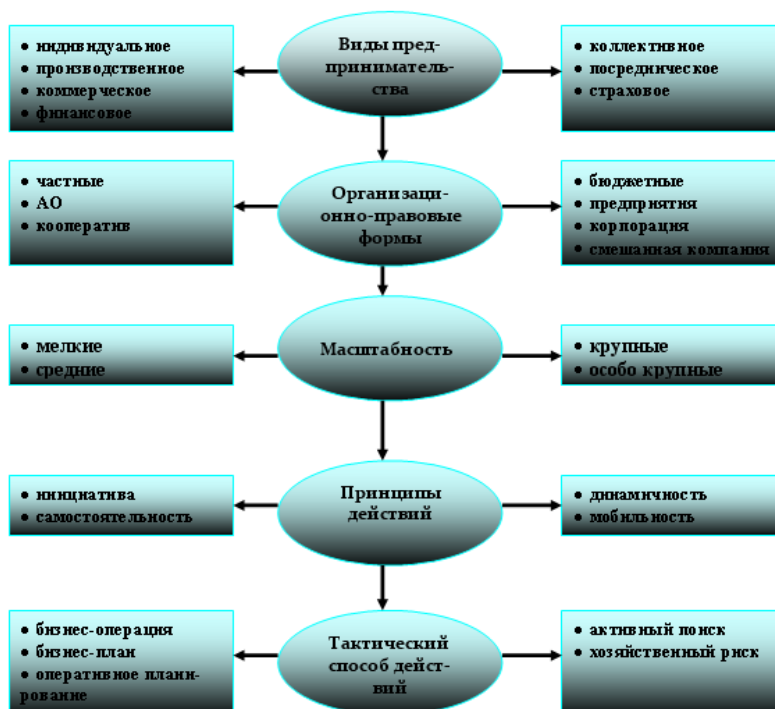 • индивидуальное
• производственное
• коммерческое
• финансовое
Виды пред-
приниматель-
ства
• коллективное
• посредническое
• страховое
• частные
• АО
• кооператив
Организаци-
онно-правовые
формы
• бюджетные
• предприятия
• корпорация
• смешанная компания
• мелкие
• средние
Масштабность
• крупные
• особо крупные
• инициатива
• самостоятельность
Принципы
действий
• динамичность
• мобильность
• бизнес-операция
• бизнес-план
• оперативное плани-
рование
Тактический
способ дейст-
вий
• активный поиск
• хозяйственный риск